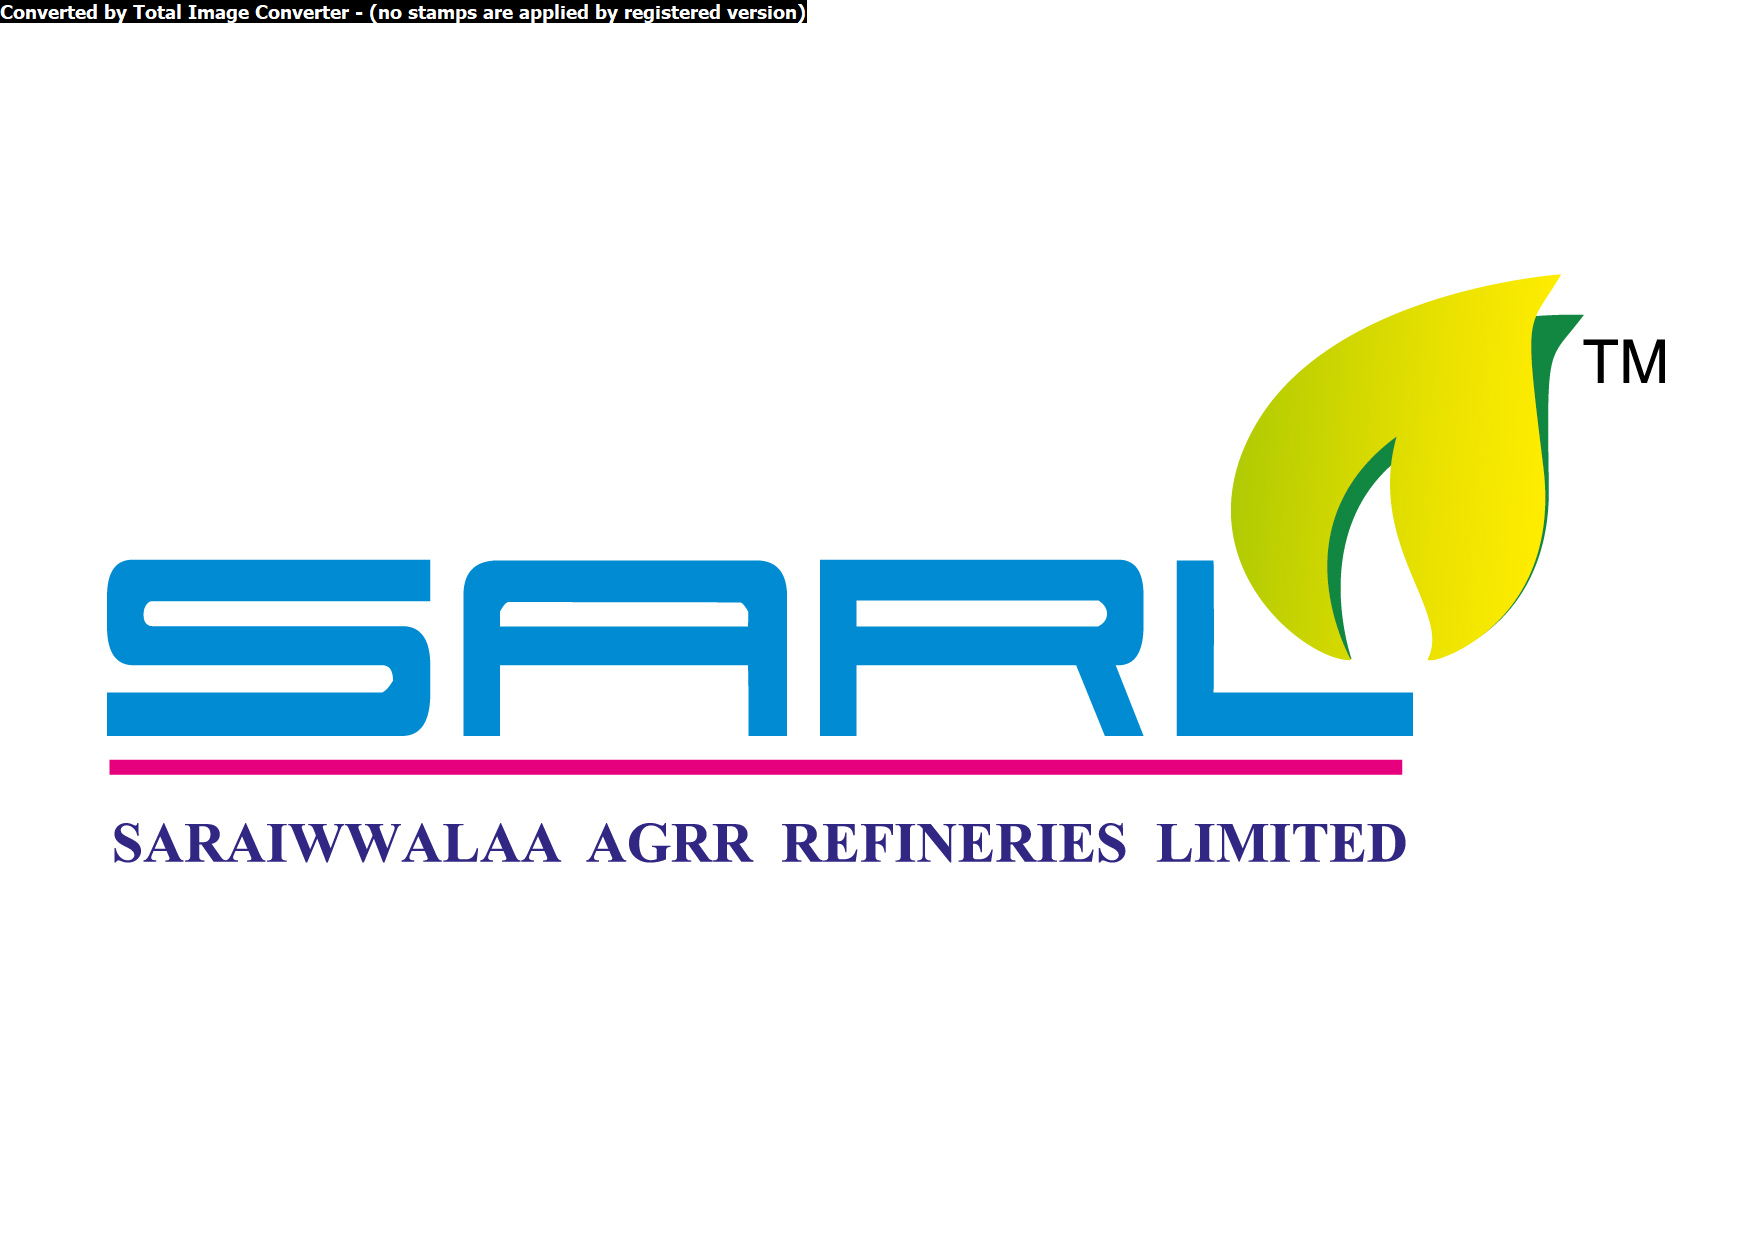 Converted by Total Image Converter - (no stamps are applied by registered version)
TM
SARL
SARAIWWALAA AGRR REFINERIES LIMITED